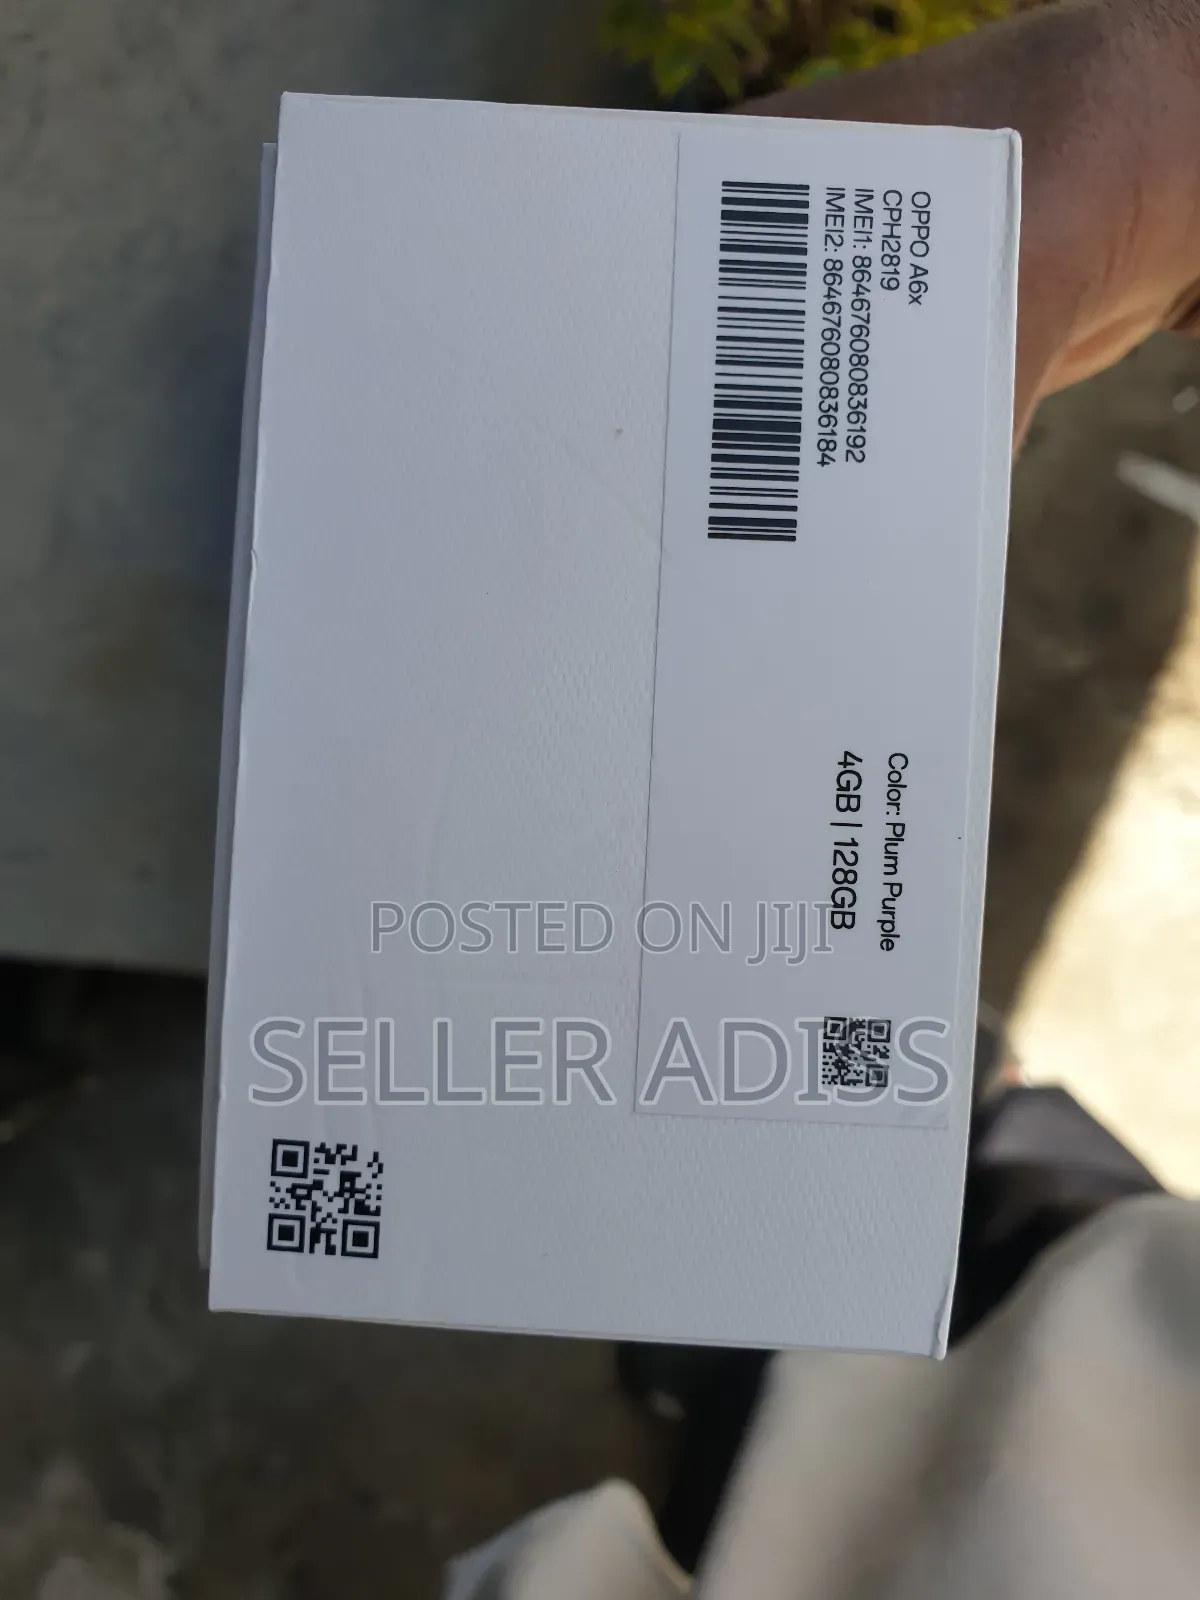 OPPO A6x
CPH2819
IMEI1: 864676080836192
IMEI2: 864676080836184
Color: Plum Purple
4GB | 128GB
POSTED ON JIJI
SELLER ADISS